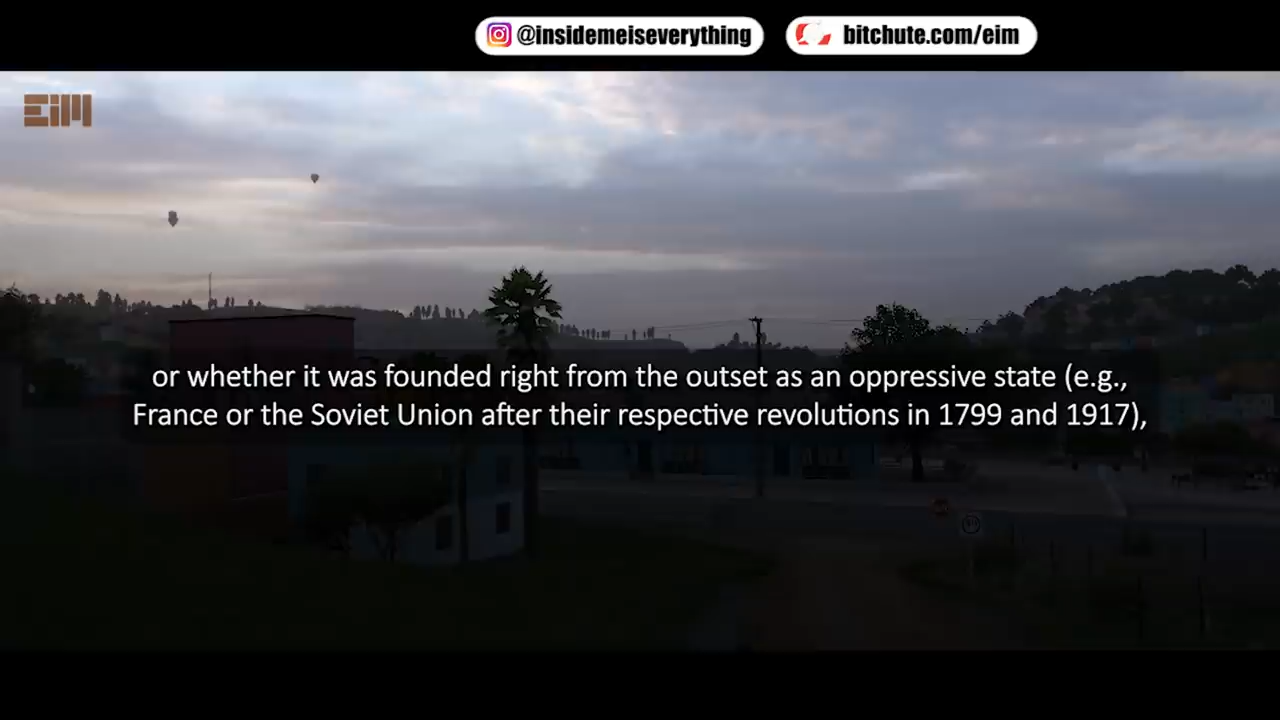 @insidemeiseverything
bitchute.com/eim
EiM
or whether it was founded right from the outset as an oppressive state (e.g.,
France or the Soviet Union after their respective revolutions in 1799 and 1917),